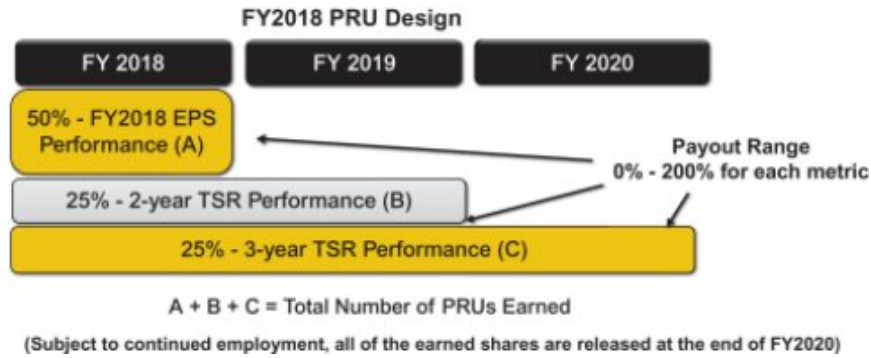 FY2018 PRU Design
FY 2018
FY 2019
FY 2020
50% - FY2018 EPS
Performance (A)
Payout Range
0% - 200% for each metric
25% - 2-year TSR Performance (B)
25% - 3-year TSR Performance (C)
A + B + C = Total Number of PRUs Earned
(Subject to continued employment, all of the earned shares are released at the end of FY2020)